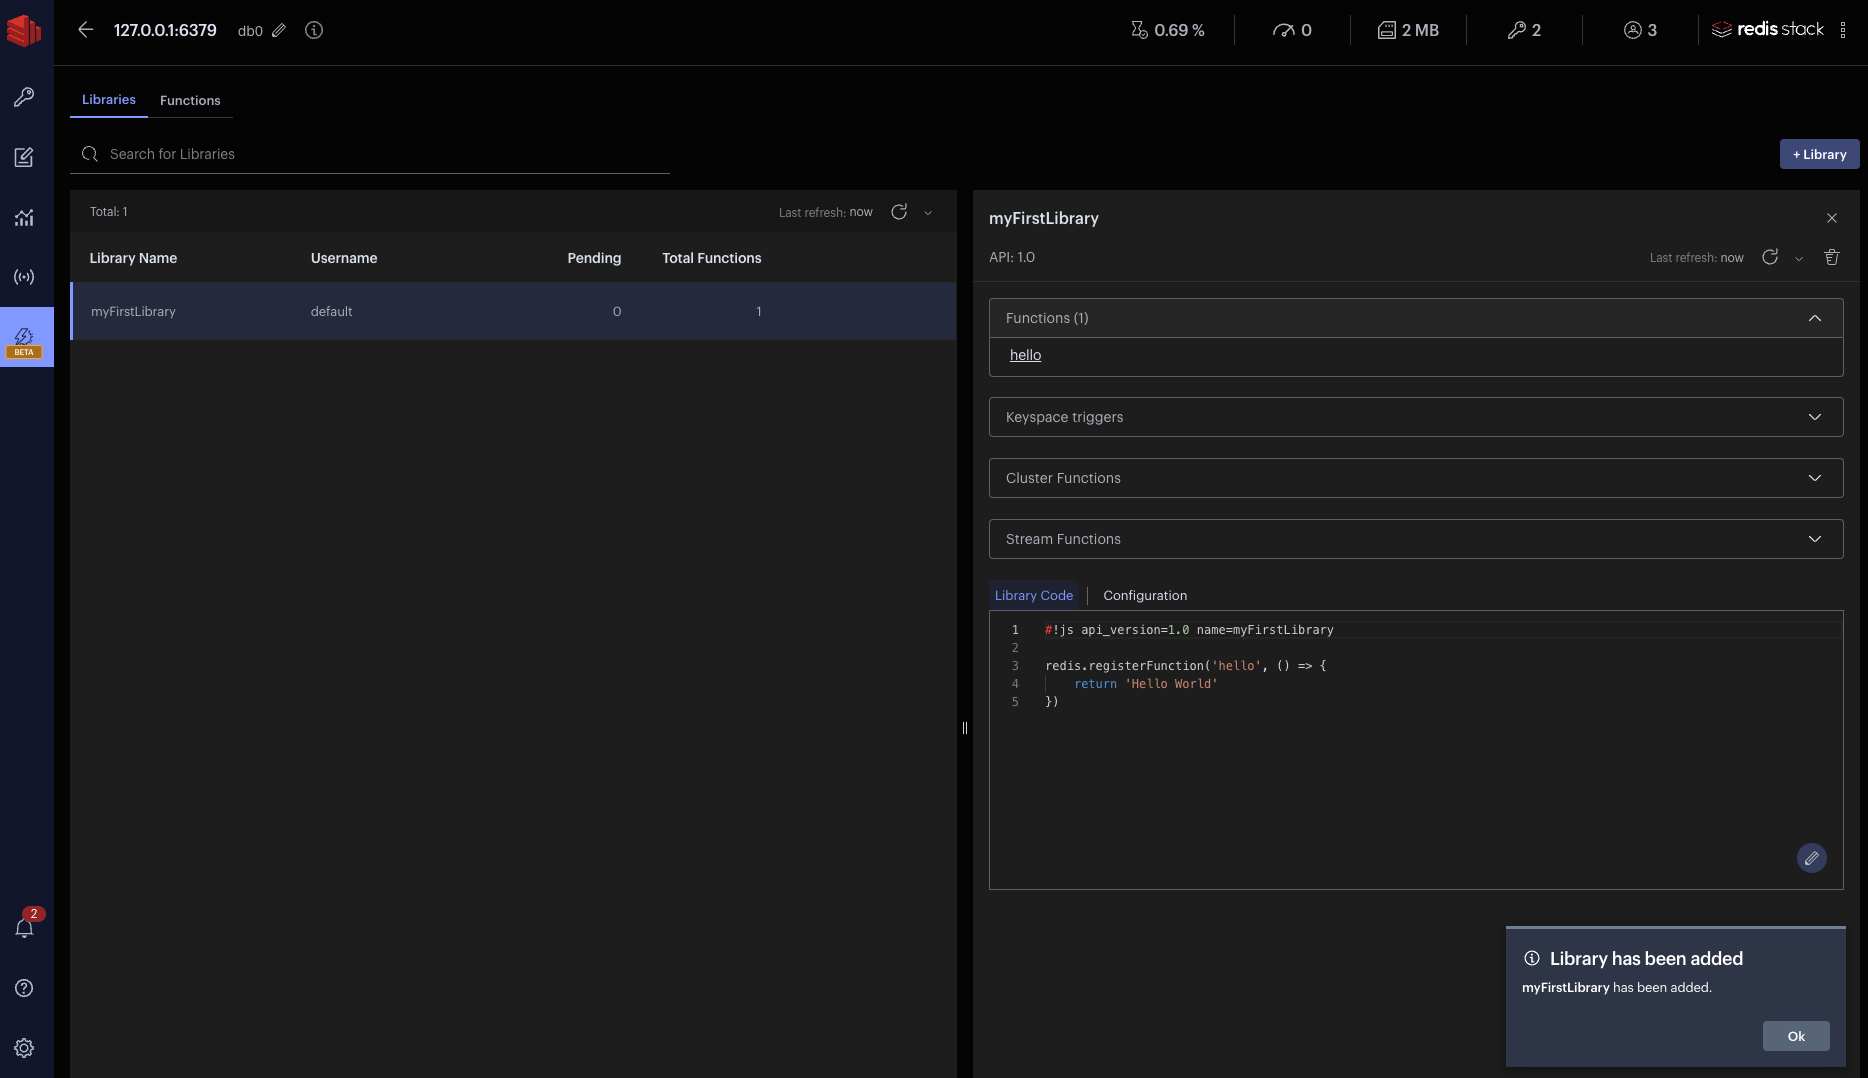 127.0.0.1:6379 db0 0.69 % 0 2 MB 2 3 redis stack
Libraries Functions
Search for Libraries
+ Library
Total: 1 Last refresh: now
Library Name Username Pending Total Functions
myFirstLibrary default 0 1
BETA
2
myFirstLibrary
API: 1.0 Last refresh: now
Functions (1)
hello
Keyspace triggers
Cluster Functions
Stream Functions
Library Code Configuration
1 #!js api_version=1.0 name=myFirstLibrary
2
3 redis.registerFunction('hello', () => {
4 return 'Hello World'
5 })
Library has been added
myFirstLibrary has been added.
Ok